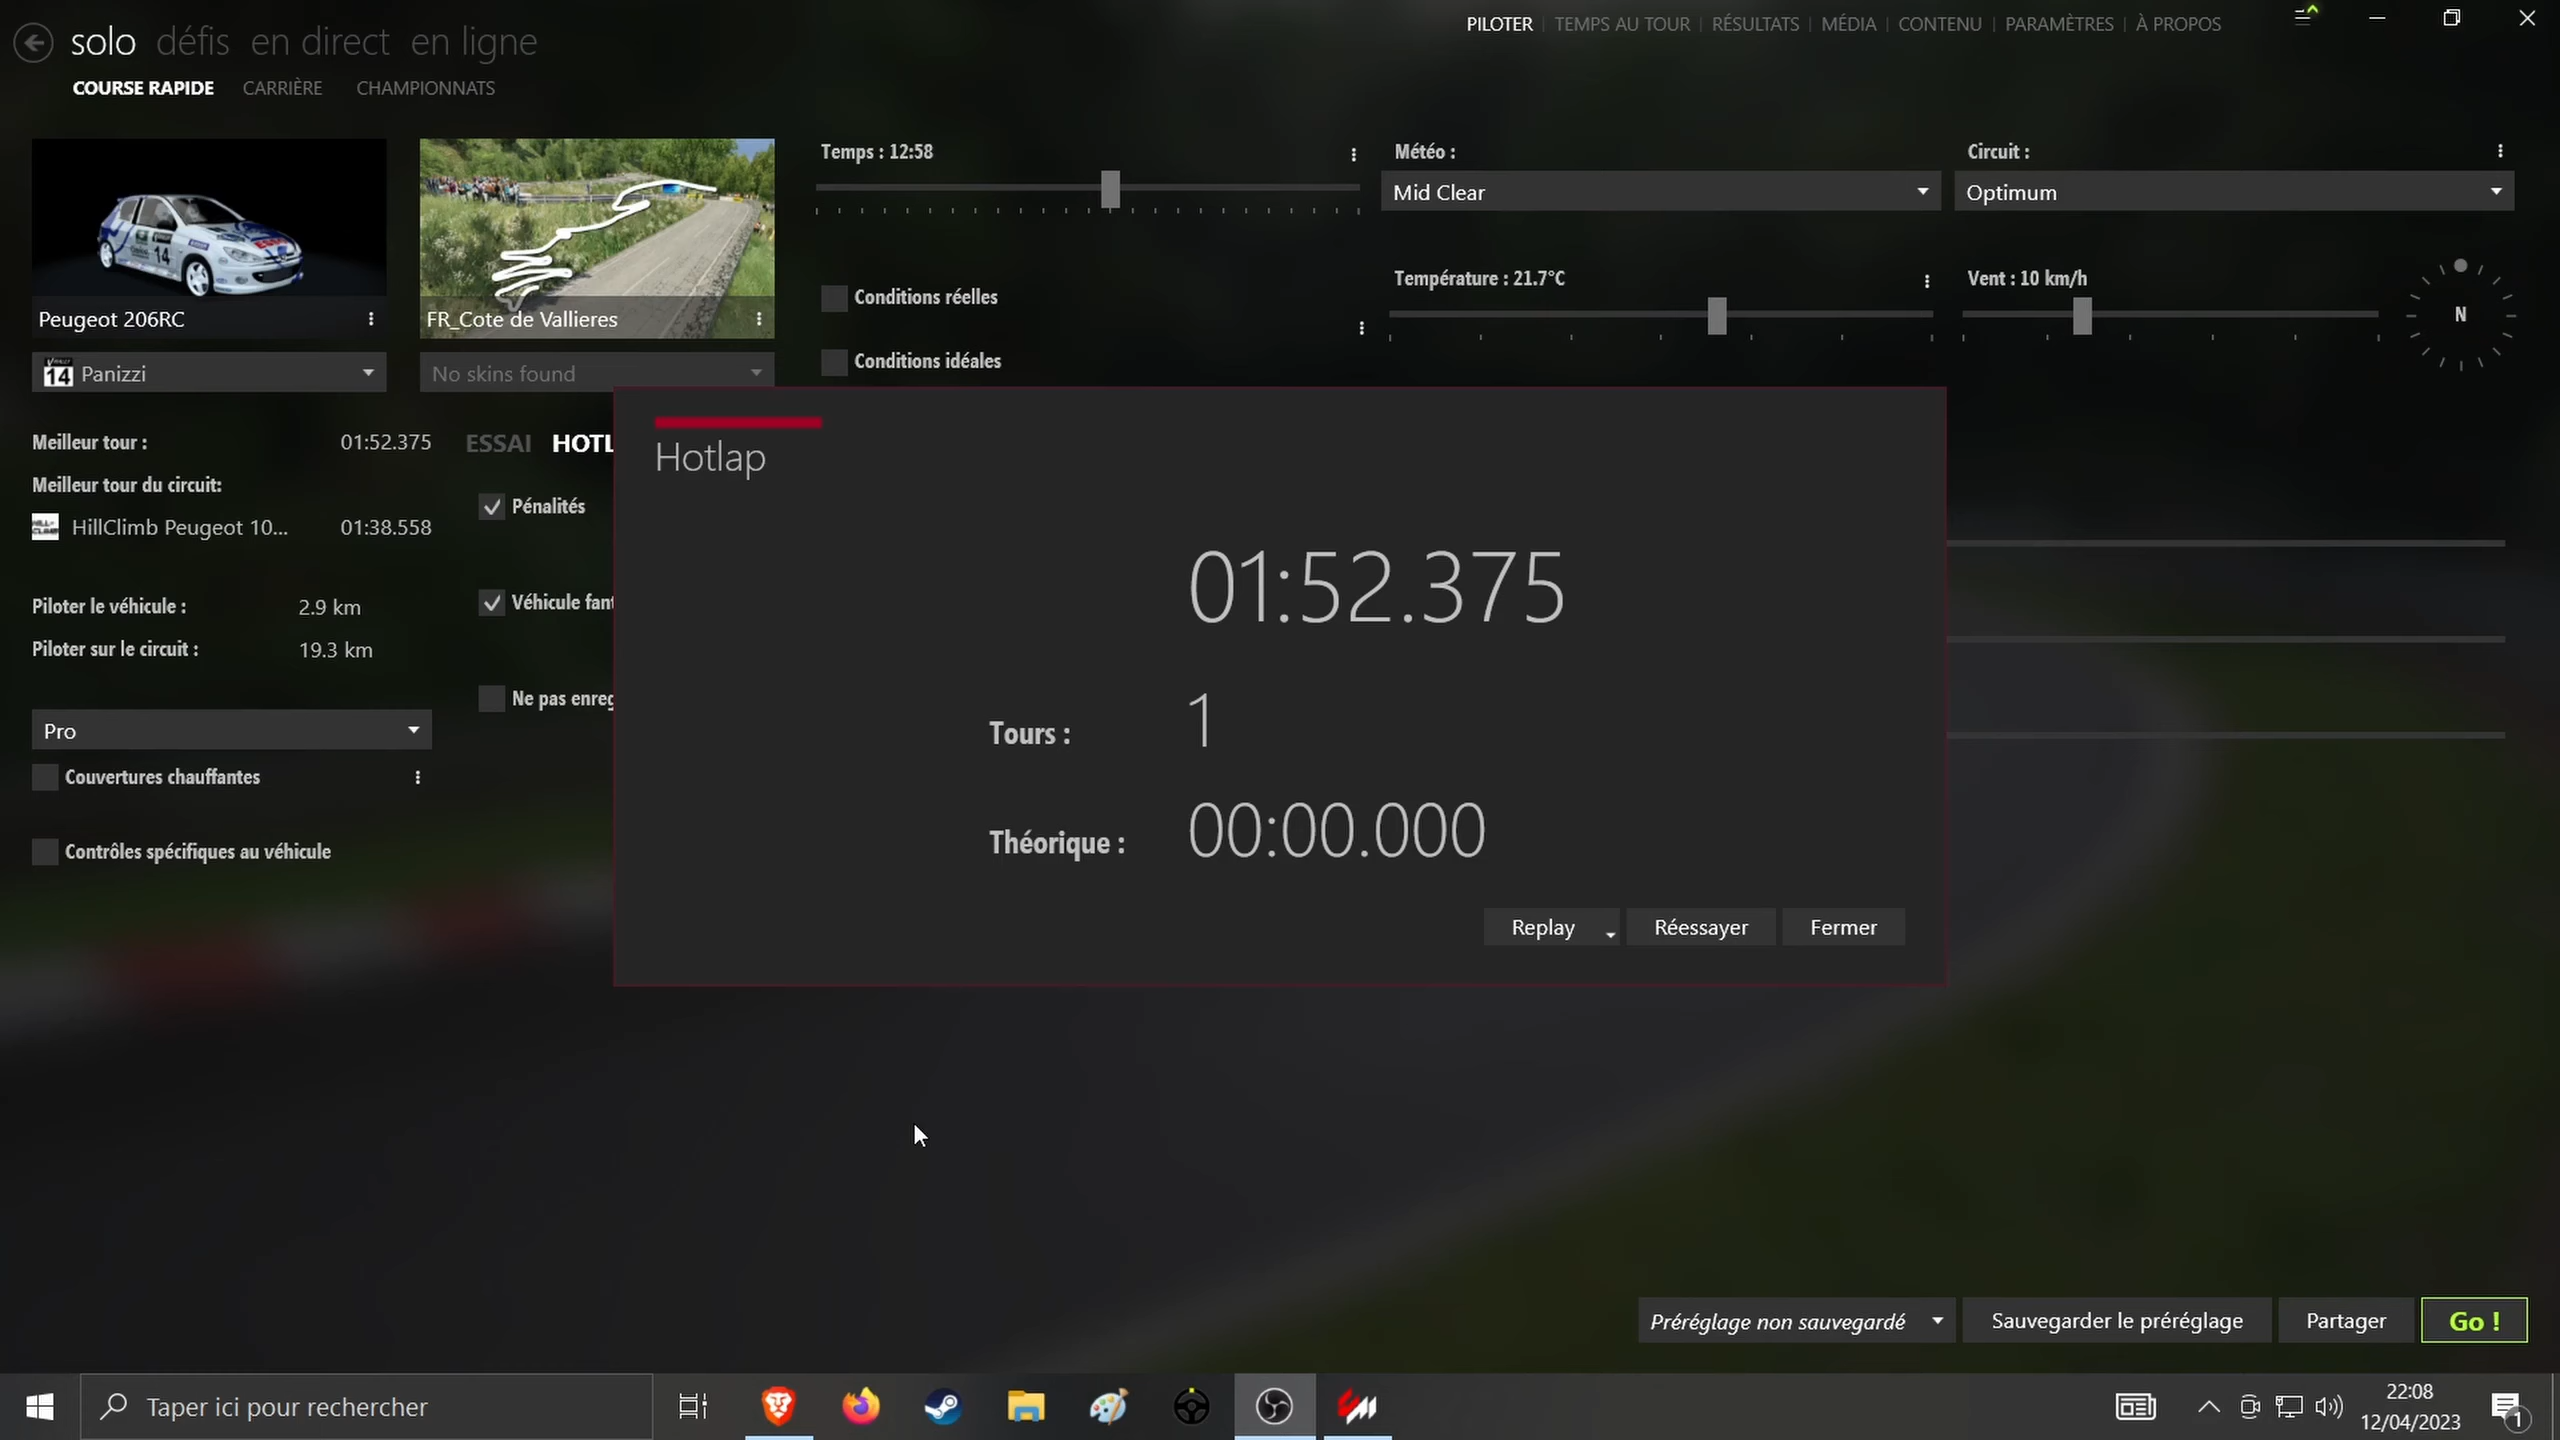 solo défis en direct en ligne
PILOTER TEMPS AU TOUR RÉSULTATS MÉDIA CONTENU PARAMÈTRES À PROPOS
COURSE RAPIDE CARRIÈRE CHAMPIONNATS
Temps : 12:58
Météo :
Circuit :
Mid Clear
Optimum
Conditions réelles
Température : 21.7°C
Vent : 10 km/h
N
Peugeot 206RC
FR_Cote de Vallieres
Conditions idéales
14 Panizzi
No skins found
Meilleur tour : 01:52.375
ESSAI HOTL
Hotlap
Meilleur tour du circuit:
Pénalités
HillClimb Peugeot 10... 01:38.558
01:52.375
Piloter le véhicule : 2.9 km
Véhicule fant
Piloter sur le circuit : 19.3 km
Ne pas enreg
Tours : 1
Pro
Couvertures chauffantes
Théorique : 00:00.000
Contrôles spécifiques au véhicule
Replay Réessayer Fermer
Préréglage non sauvegardé Sauvegarder le préréglage Partager Go !
Taper ici pour rechercher
22:08
12/04/2023
1